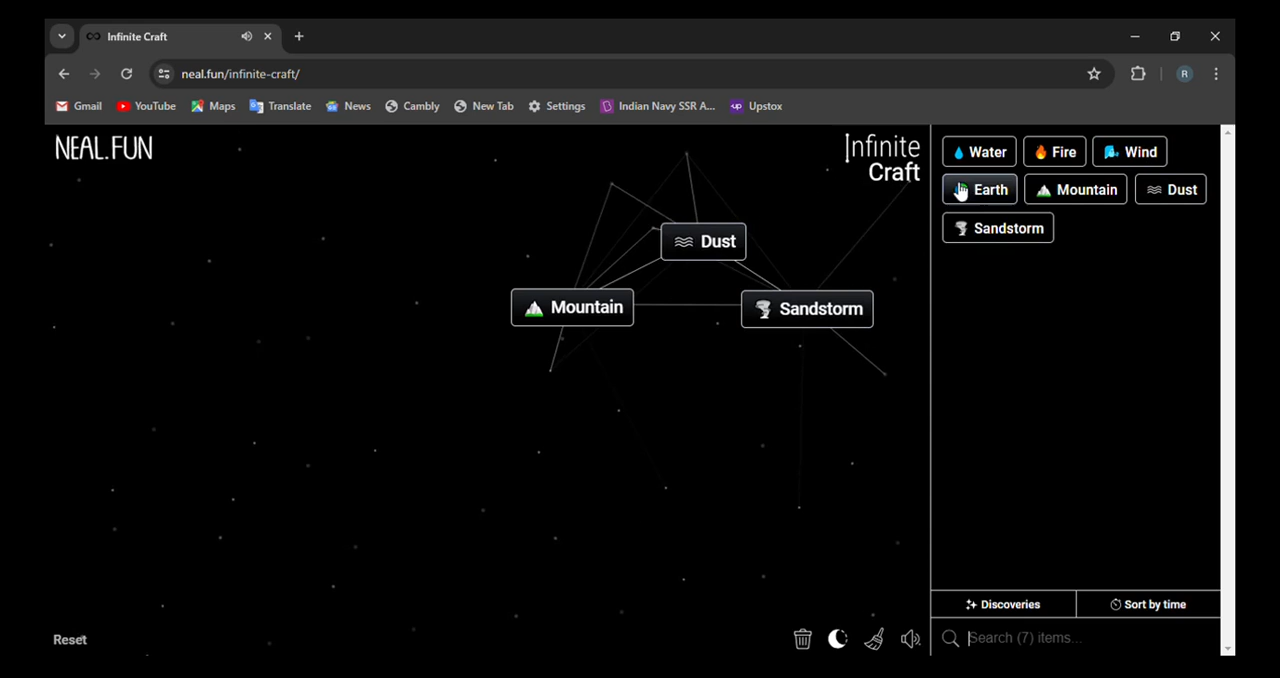 Infinite Craft
neal.fun/infinite-craft/
R
Gmail YouTube Maps Translate News Cambly New Tab Settings Indian Navy SSR A... up Upstox
NEAL.FUN
Infinite
Craft
Water Fire Wind
Earth Mountain Dust
Sandstorm
Dust
Mountain
Sandstorm
Discoveries Sort by time
Reset
Search (7) items...